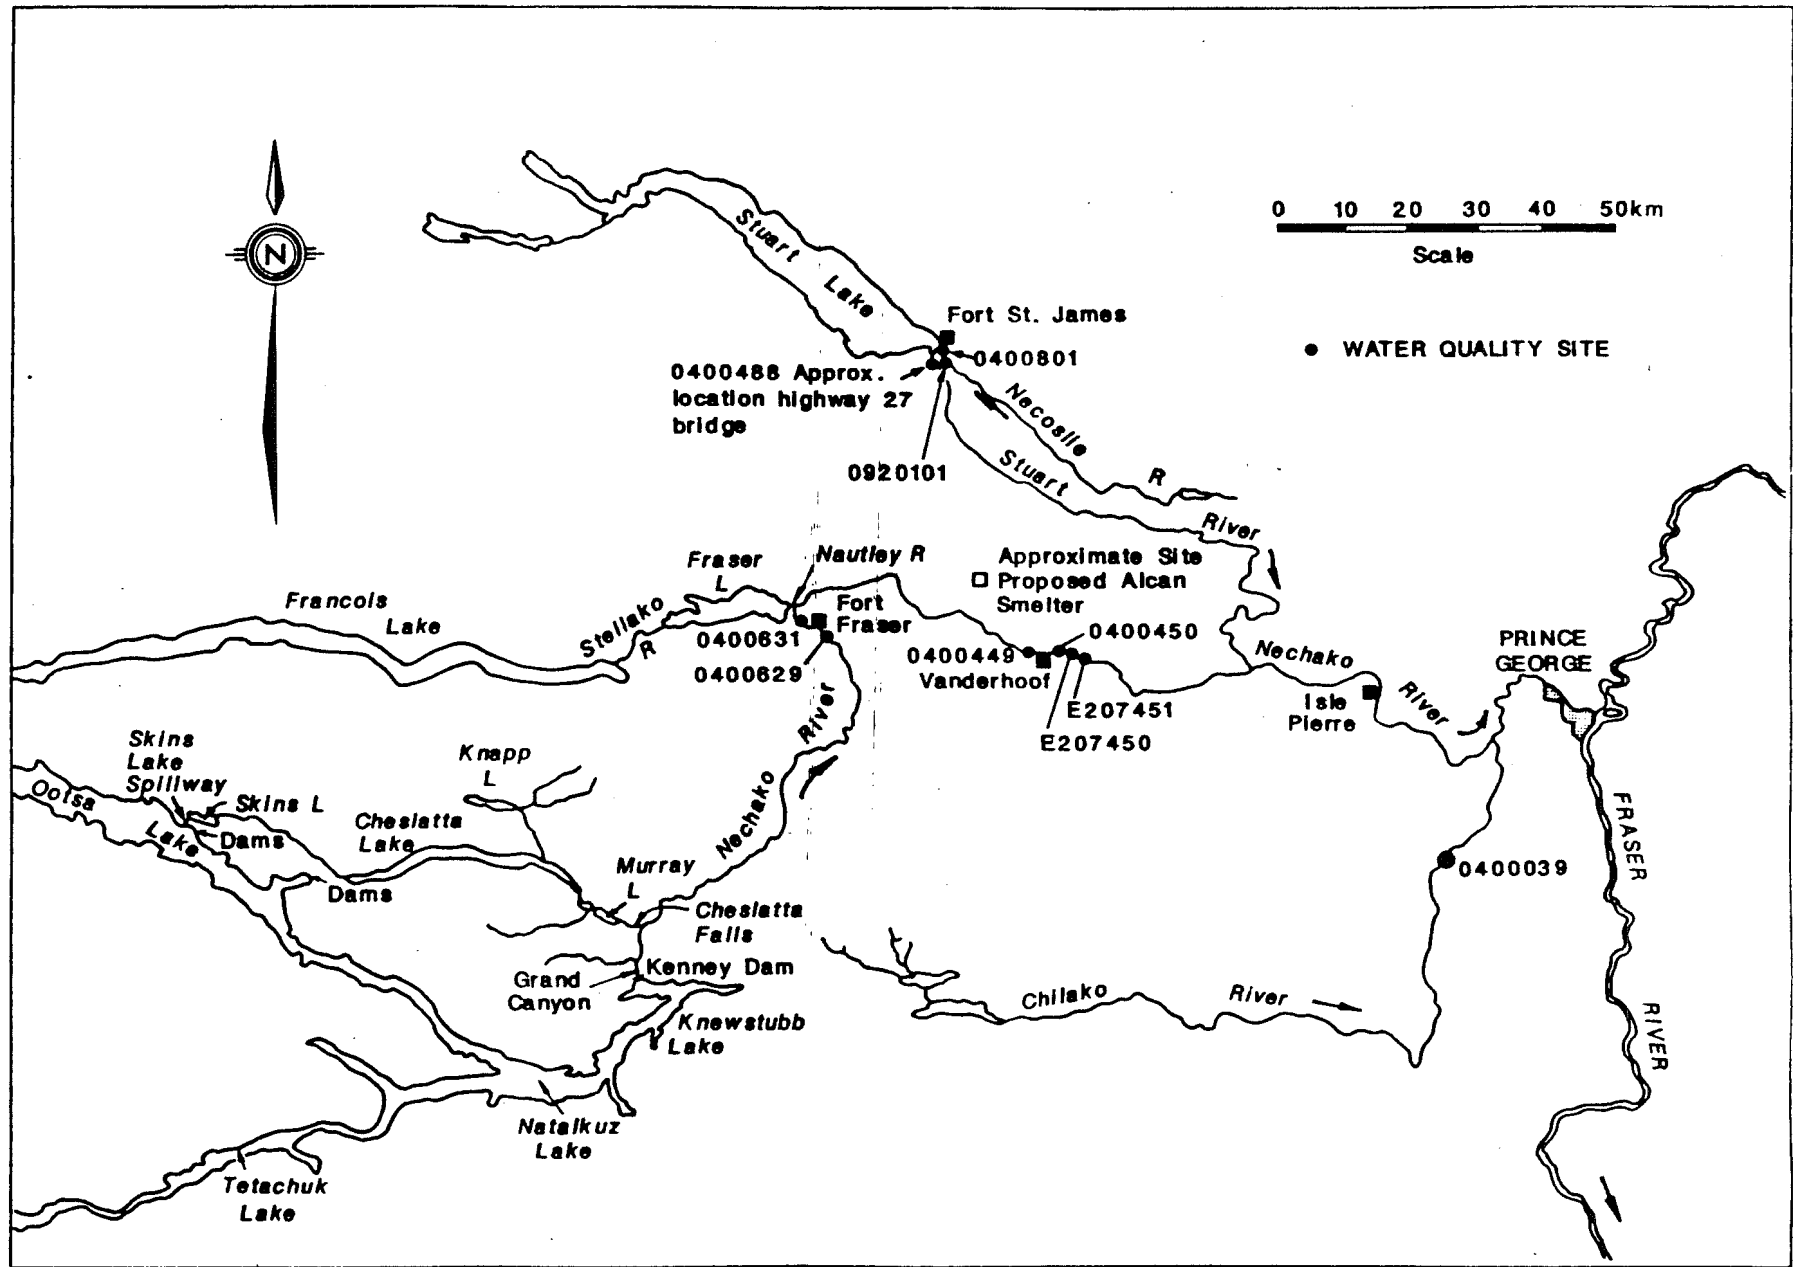 N
0 10 20 30 40 50km
Scale
● WATER QUALITY SITE
Stuart
Lake
Fort St. James
0400801
0400488 Approx.
location highway 27
bridge
0920101
Necosile
R
Stuart
River
Approximate Site
Proposed Alcan
Smelter
Nautley R
Fraser
L
Fort
Fraser
Francois
Lake
Stellako
R
0400631
0400629
0400450
0400449
Vanderhoof
E207451
E207450
Nechako
River
Isle
Pierre
PRINCE
GEORGE
Nechako
River
Skins
Lake
Spillway
Skins L
Ootsa
Lake
Dams
Dams
Cheslatta
Lake
Knapp
L
Murray
L
Cheslatta
Falls
Grand
Canyon
Kenney Dam
Knewstubb
Lake
Natalkuz
Lake
Tetachuk
Lake
Chilako
River
0400039
FRASER
RIVER